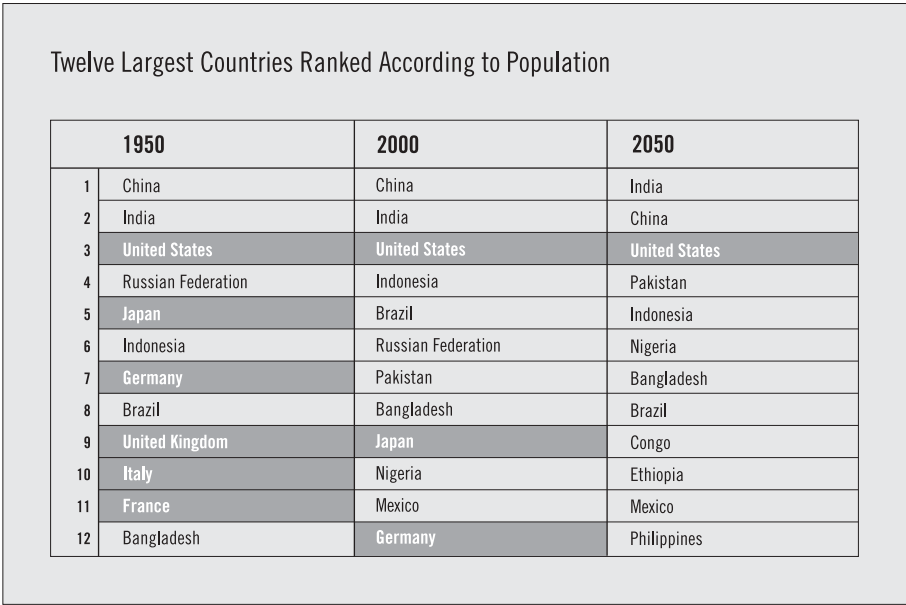 Twelve Largest Countries Ranked According to Population
1950 2000 2050
1 China China India
2 India India China
3 United States United States United States
4 Russian Federation Indonesia Pakistan
5 Japan Brazil Indonesia
6 Indonesia Russian Federation Nigeria
7 Germany Pakistan Bangladesh
8 Brazil Bangladesh Brazil
9 United Kingdom Japan Congo
10 Italy Nigeria Ethiopia
11 France Mexico Mexico
12 Bangladesh Germany Philippines